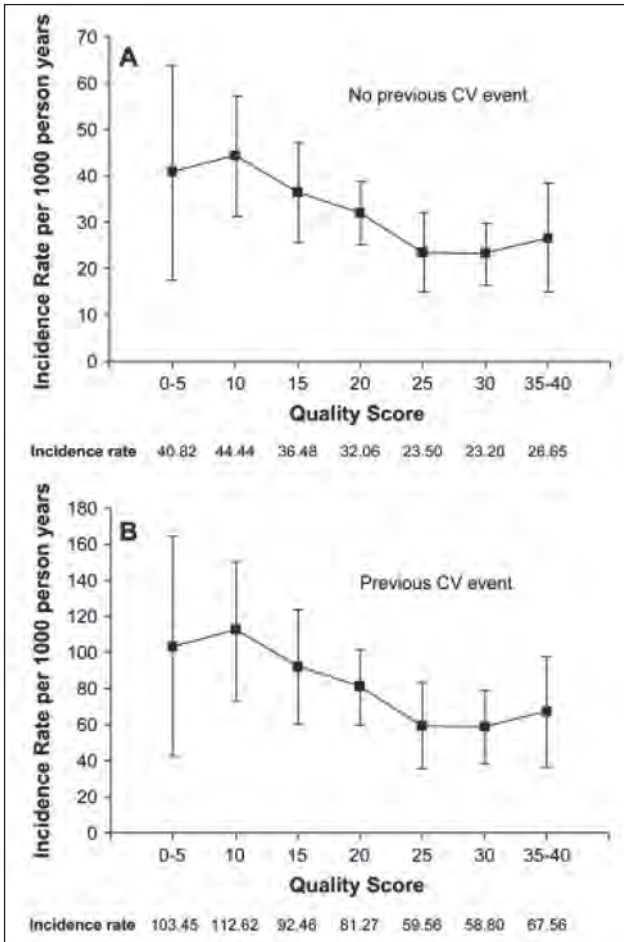 A
No previous CV event
Incidence Rate per 1000 person years
70
60
50
40
30
20
10
0
0-5 10 15 20 25 30 35-40
Quality Score
Incidence rate 40.82 44.44 36.48 32.06 23.50 23.20 26.65
B
Previous CV event
Incidence Rate per 1000 person years
180
160
140
120
100
80
60
40
20
0
0-5 10 15 20 25 30 35-40
Quality Score
Incidence rate 103.45 112.62 92.46 81.27 59.56 58.80 67.56